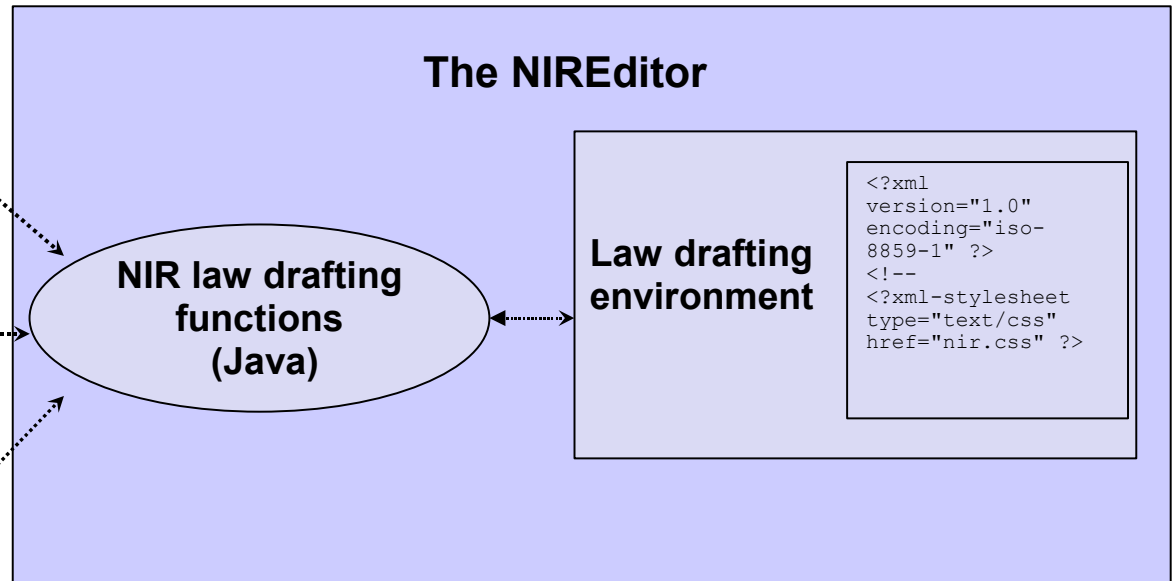 The NIREditor
NIR law drafting
functions
(Java)
Law drafting
environment
<?xml
version="1.0"
encoding="iso-
8859-1" ?>
<!--
<?xml-stylesheet
type="text/css"
href="nir.css" ?>